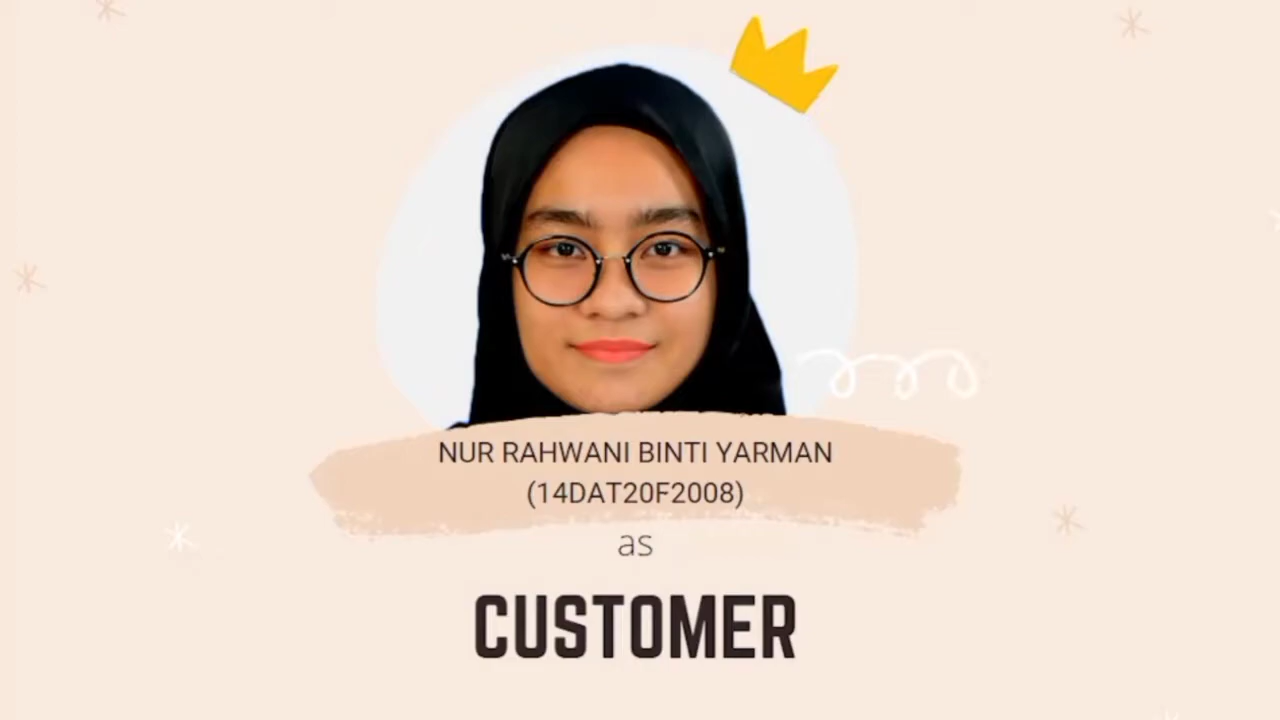 NUR RAHWANI BINTI YARMAN
(14DAT20F2008)
as
CUSTOMER